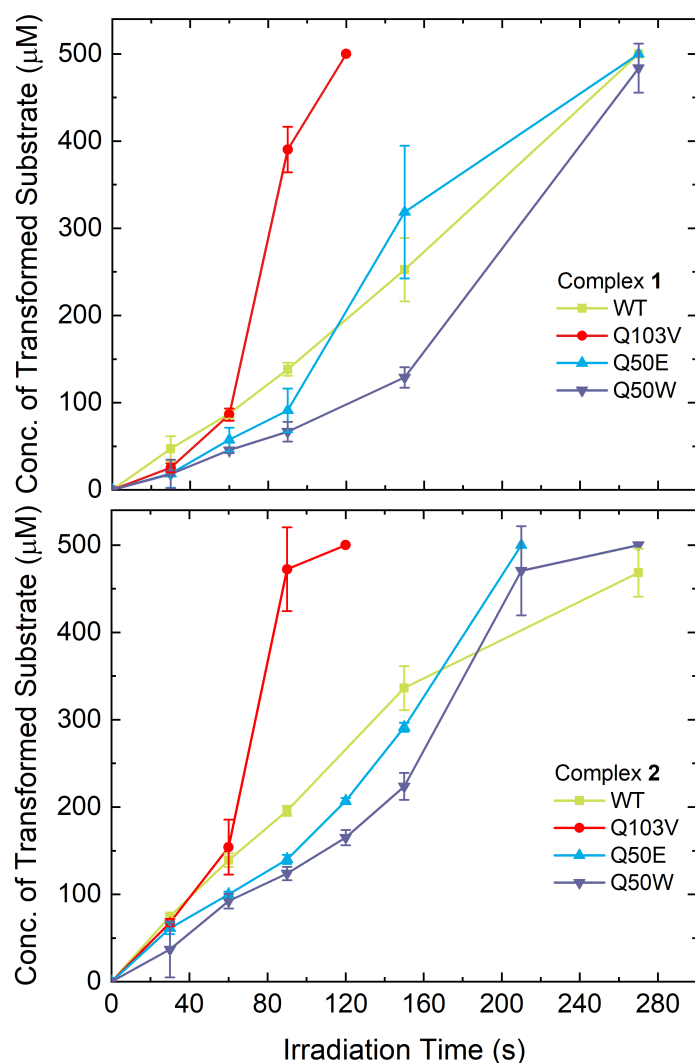 Conc. of Transformed Substrate (µM)
500
400
300
200
100
0
Complex 1
WT
Q103V
Q50E
Q50W
Conc. of Transformed Substrate (µM)
500
400
300
200
100
0
Complex 2
WT
Q103V
Q50E
Q50W
0 40 80 120 160 200 240 280
Irradiation Time (s)